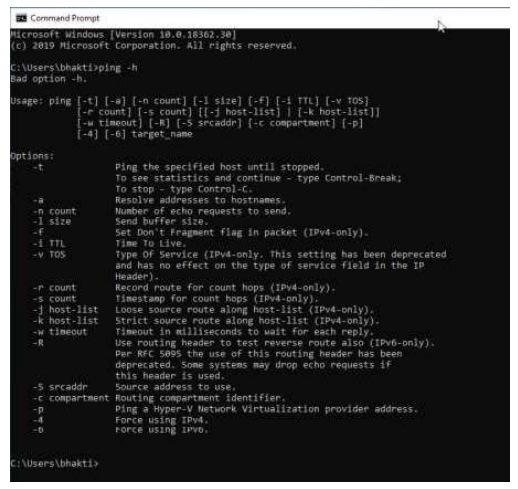 Command Prompt
Microsoft Windows [Version 10.0.18362.30]
(c) 2019 Microsoft Corporation. All rights reserved.
C:\Users\bhakti>ping -h
Bad option -h.
Usage: ping [-t] [-a] [-n count] [-l size] [-f] [-i TTL] [-v TOS]
[-r count] [-s count] [[-j host-list] | [-k host-list]]
[-w timeout] [-R] [-S srcaddr] [-c compartment] [-p]
[-4] [-6] target_name
Options:
-t Ping the specified host until stopped.
To see statistics and continue - type Control-Break;
To stop - type Control-C.
-a Resolve addresses to hostnames.
-n count Number of echo requests to send.
-l size Send buffer size.
-f Set Don't Fragment flag in packet (IPv4-only).
-i TTL Time To Live.
-v TOS Type Of Service (IPv4-only. This setting has been deprecated
and has no effect on the type of service field in the IP
Header).
-r count Record route for count hops (IPv4-only).
-s count Timestamp for count hops (IPv4-only).
-j host-list Loose source route along host-list (IPv4-only).
-k host-list Strict source route along host-list (IPv4-only).
-w timeout Timeout in milliseconds to wait for each reply.
-R Use routing header to test reverse route also (IPv6-only).
Per RFC 5095 the use of this routing header has been
deprecated. Some systems may drop echo requests if
this header is used.
-S srcaddr Source address to use.
-c compartment Routing compartment identifier.
-p Ping a Hyper-V Network Virtualization provider address.
-4 Force using IPv4.
-6 Force using IPv6.
C:\Users\bhakti>